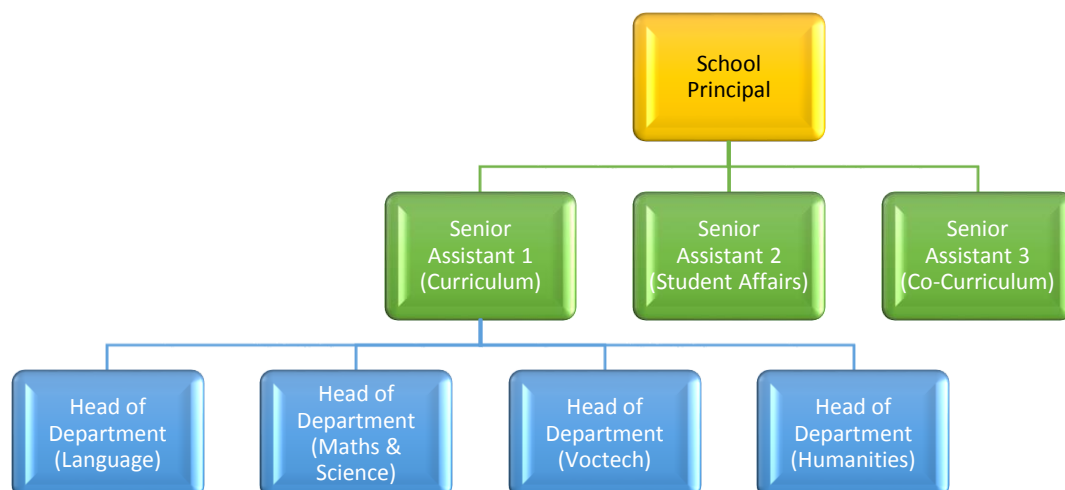 School
Principal
Senior
Assistant 1
(Curriculum)
Senior
Assistant 2
(Student Affairs)
Senior
Assistant 3
(Co-Curriculum)
Head of
Department
(Language)
Head of
Department
(Maths &
Science)
Head of
Department
(Voctech)
Head of
Department
(Humanities)